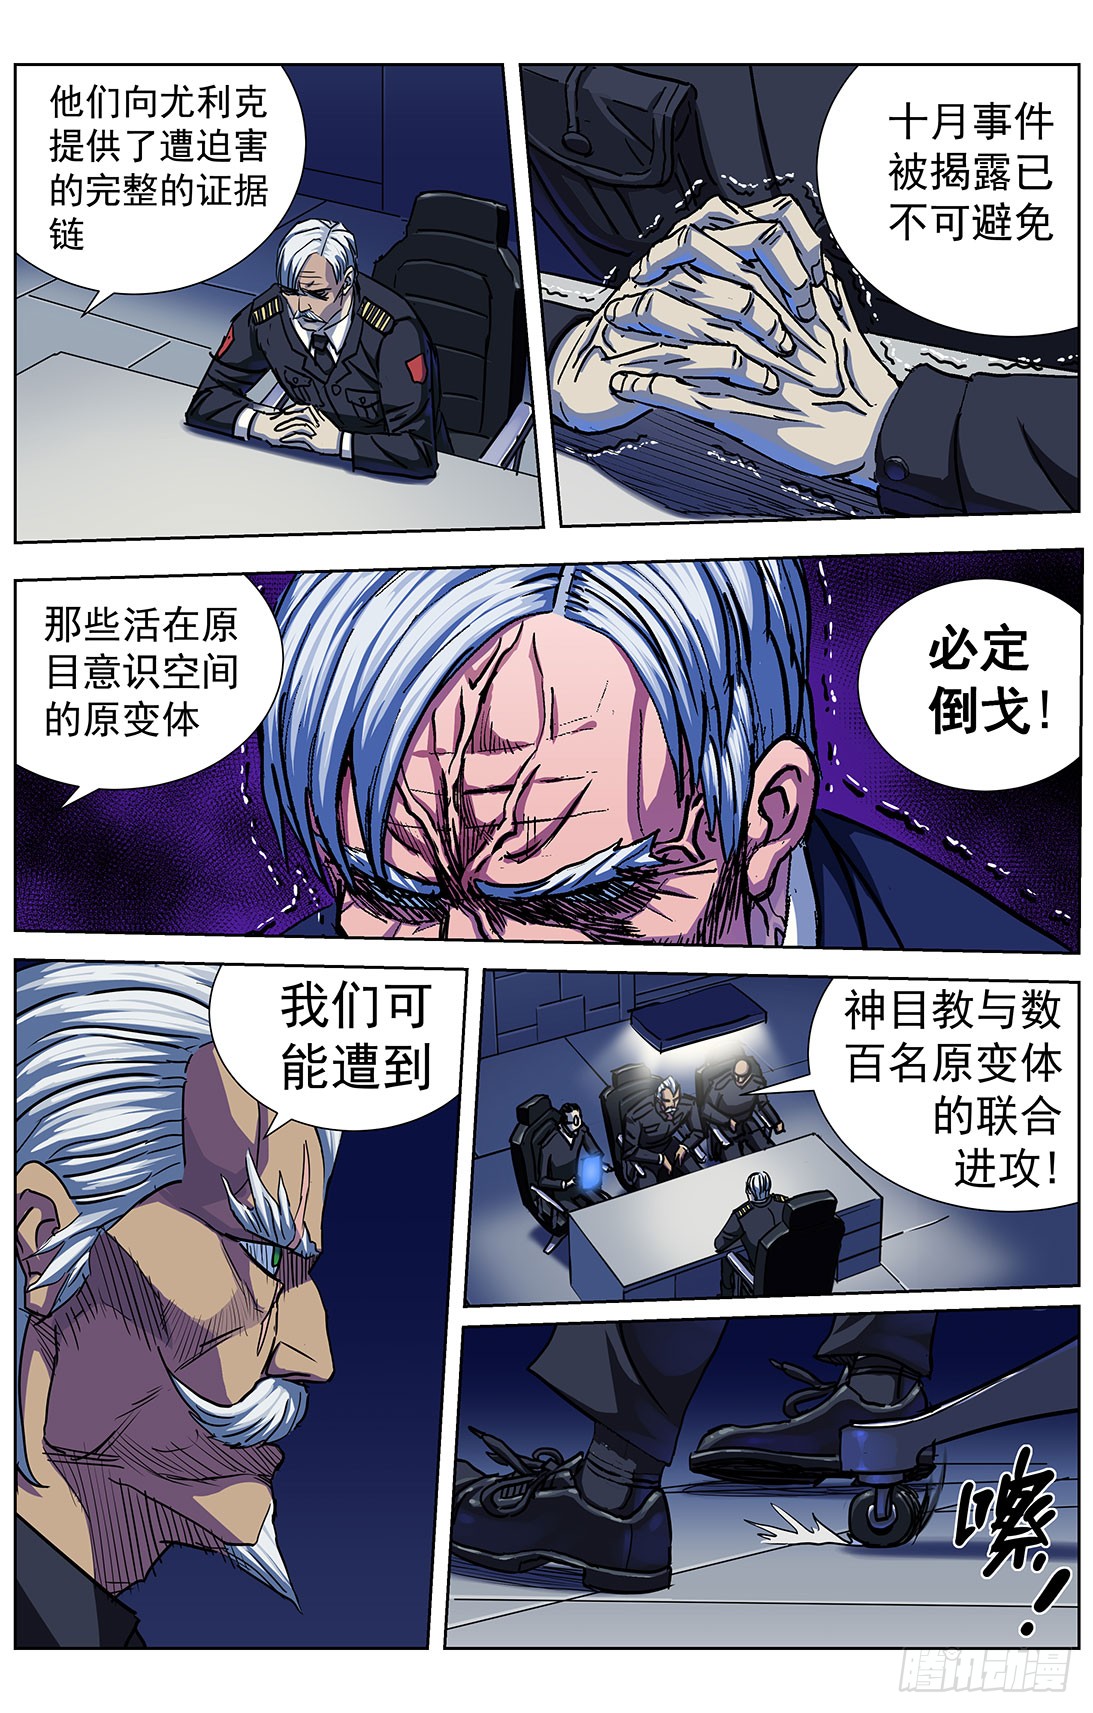 他们向尤利克
提供了遭迫害
的完整的证据
链
十月事件
被揭露已
不可避免
那些活在原
目意识空间
的原变体
必定
倒戈!
我们可
能遭到
神目教与数
百名原变体
的联合
进攻!
嚓!
腾讯动漫